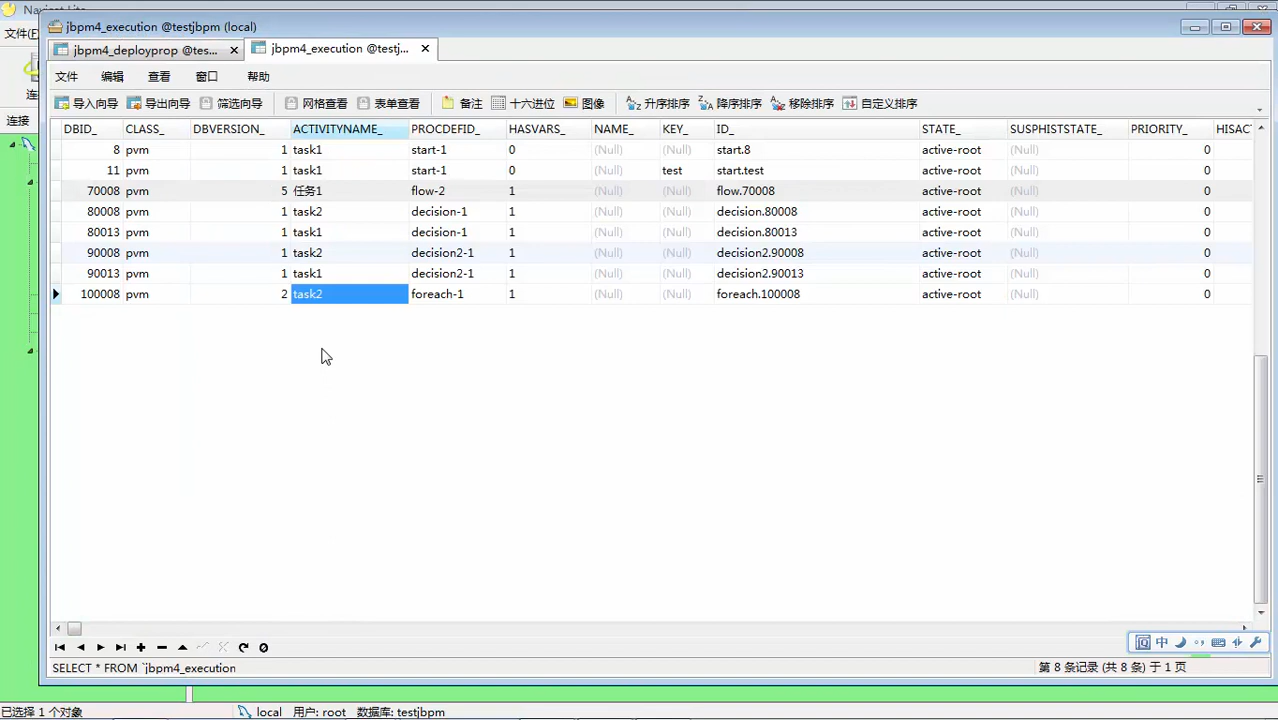 Navicat Lite
jbpm4_execution @testjbpm (local)
文件(F)
jbpm4_deployprop @tes...
jbpm4_execution @testj...
文件 编辑 查看 窗口 帮助
连
导入向导 导出向导 筛选向导 网格查看 表单查看 备注 十六进位 图像 升序排序 降序排序 移除排序 自定义排序
连接
DBID_ CLASS_ DBVERSION_ ACTIVITYNAME_ PROCDEFID_ HASVARS_ NAME_ KEY_ ID_ STATE_ SUSPHISTSTATE_ PRIORITY_ HISAC
8 pvm 1 task1 start-1 0 (Null) (Null) start.8 active-root (Null) 0
11 pvm 1 task1 start-1 0 (Null) test start.test active-root (Null) 0
70008 pvm 5 任务1 flow-2 1 (Null) (Null) flow.70008 active-root (Null) 0
80008 pvm 1 task2 decision-1 1 (Null) (Null) decision.80008 active-root (Null) 0
80013 pvm 1 task1 decision-1 1 (Null) (Null) decision.80013 active-root (Null) 0
90008 pvm 1 task2 decision2-1 1 (Null) (Null) decision2.90008 active-root (Null) 0
90013 pvm 1 task1 decision2-1 1 (Null) (Null) decision2.90013 active-root (Null) 0
100008 pvm 2 task2 foreach-1 1 (Null) (Null) foreach.100008 active-root (Null) 0
中
SELECT * FROM `jbpm4_execution
第 8 条记录 (共 8 条) 于 1 页
已选择 1 个对象
local 用户: root 数据库: testjbpm